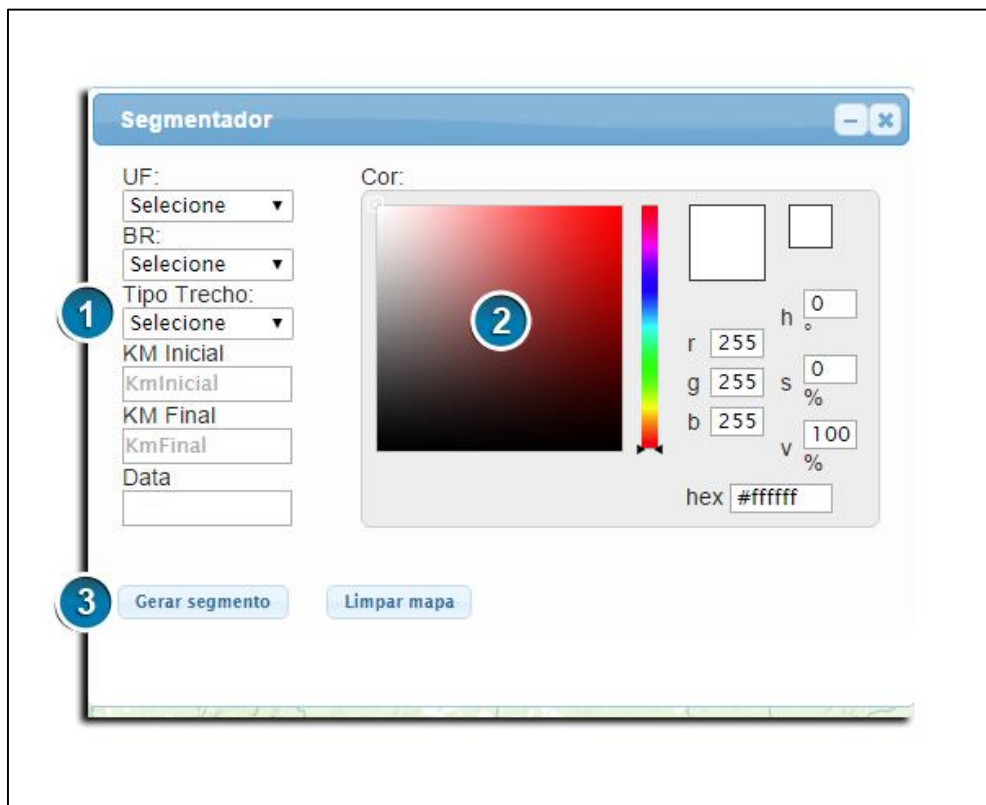 Segmentador
UF:
Selecione
BR:
Selecione
Tipo Trecho:
1
Selecione
KM Inicial
KmInicial
KM Final
KmFinal
Data
Cor:
2
r 255
g 255
b 255
h 0
°
s 0
%
v 100
%
hex #ffffff
3
Gerar segmento
Limpar mapa